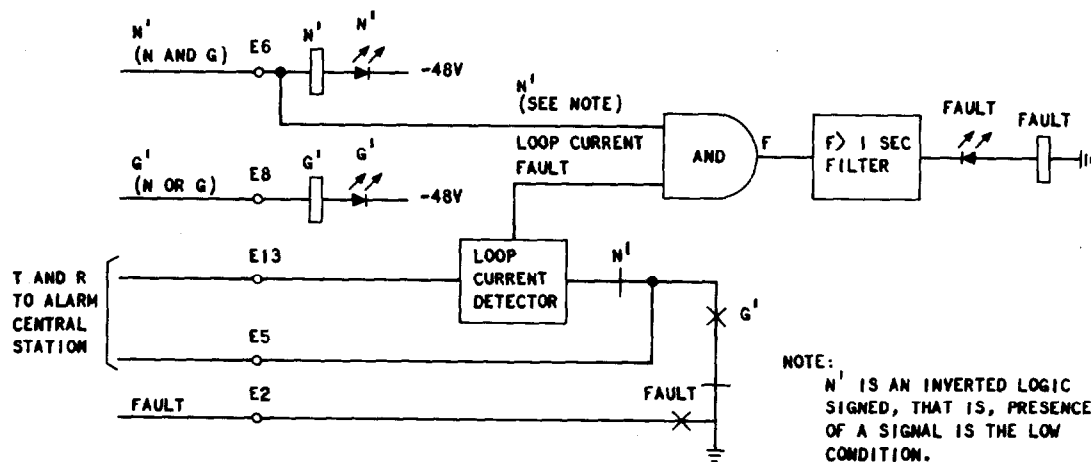 N'
(N AND G)
E6
N'
N'
-48V
N'
(SEE NOTE)
LOOP CURRENT
FAULT
AND
F
F> 1 SEC
FILTER
FAULT
FAULT
G'
(N OR G)
E8
G'
G'
-48V
T AND R
TO ALARM
CENTRAL
STATION
E13
LOOP
CURRENT
DETECTOR
N'
G'
E5
FAULT
E2
FAULT
NOTE:
N' IS AN INVERTED LOGIC
SIGNED, THAT IS, PRESENCE
OF A SIGNAL IS THE LOW
CONDITION.